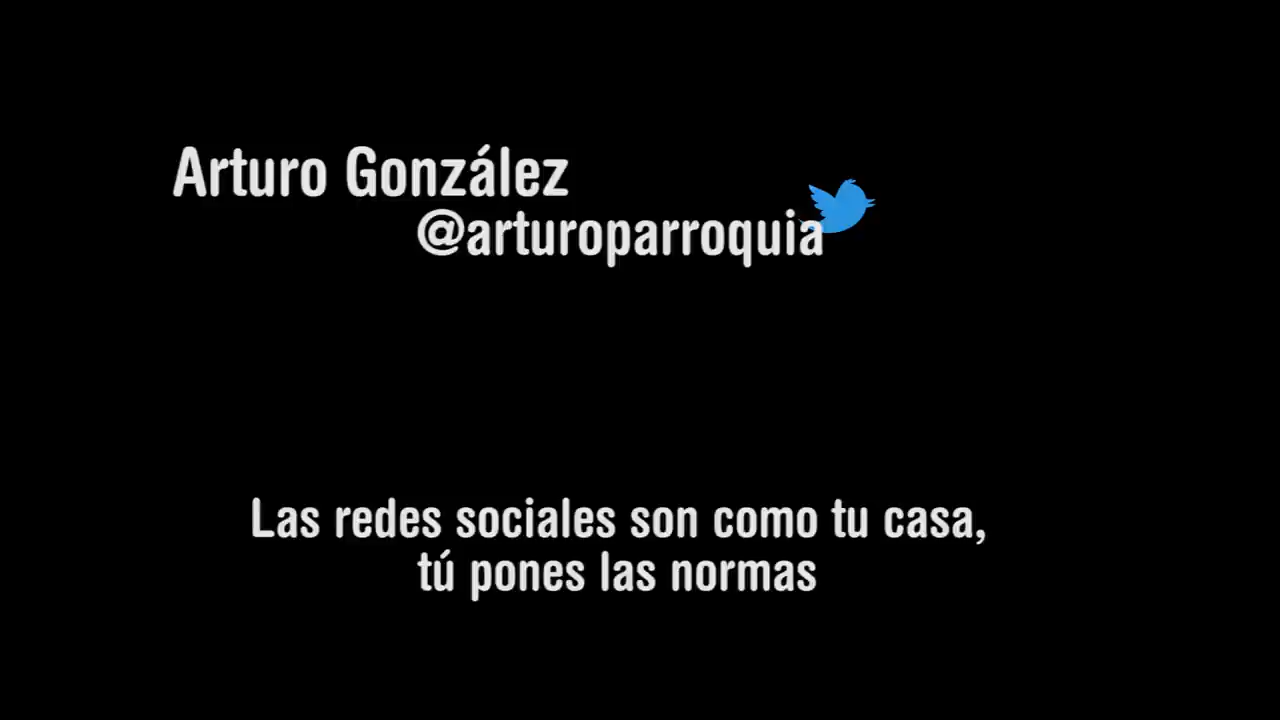 Arturo González
@arturoparroquia
Las redes sociales son como tu casa,
tú pones las normas